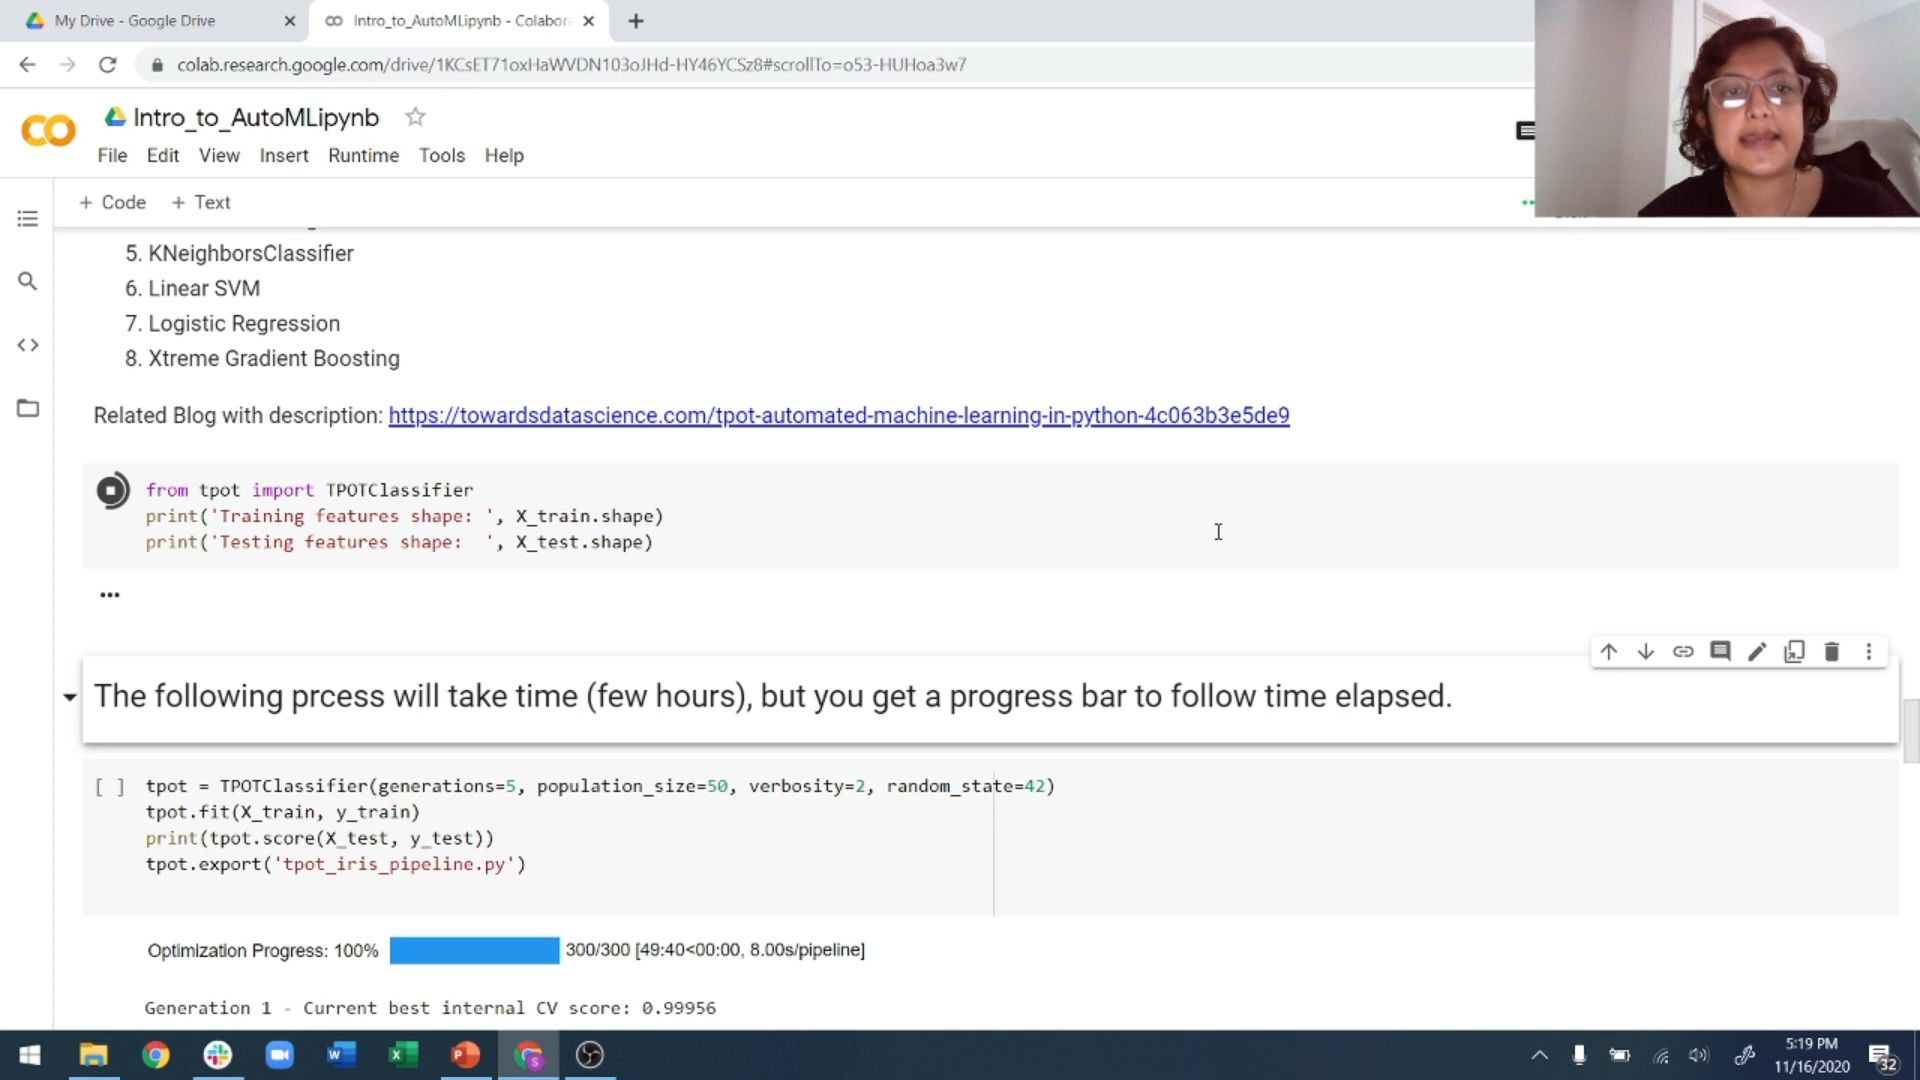 My Drive - Google Drive
Intro_to_AutoMLipynb - Colabor
colab.research.google.com/drive/1KCsET71oxHaWVDN103oJHd-HY46YCSz8#scrollTo=o53-HUHoa3w7
Intro_to_AutoMLipynb
File Edit View Insert Runtime Tools Help
+ Code + Text
5. KNeighborsClassifier
6. Linear SVM
7. Logistic Regression
8. Xtreme Gradient Boosting
Related Blog with description: https://towardsdatascience.com/tpot-automated-machine-learning-in-python-4c063b3e5de9
from tpot import TPOTClassifier
print('Training features shape: ', X_train.shape)
print('Testing features shape:  ', X_test.shape)
The following prcess will take time (few hours), but you get a progress bar to follow time elapsed.
[ ] tpot = TPOTClassifier(generations=5, population_size=50, verbosity=2, random_state=42)
tpot.fit(X_train, y_train)
print(tpot.score(X_test, y_test))
tpot.export('tpot_iris_pipeline.py')
Optimization Progress: 100% 300/300 [49:40<00:00, 8.00s/pipeline]
Generation 1 - Current best internal CV score: 0.99956
5:19 PM
11/16/2020
32